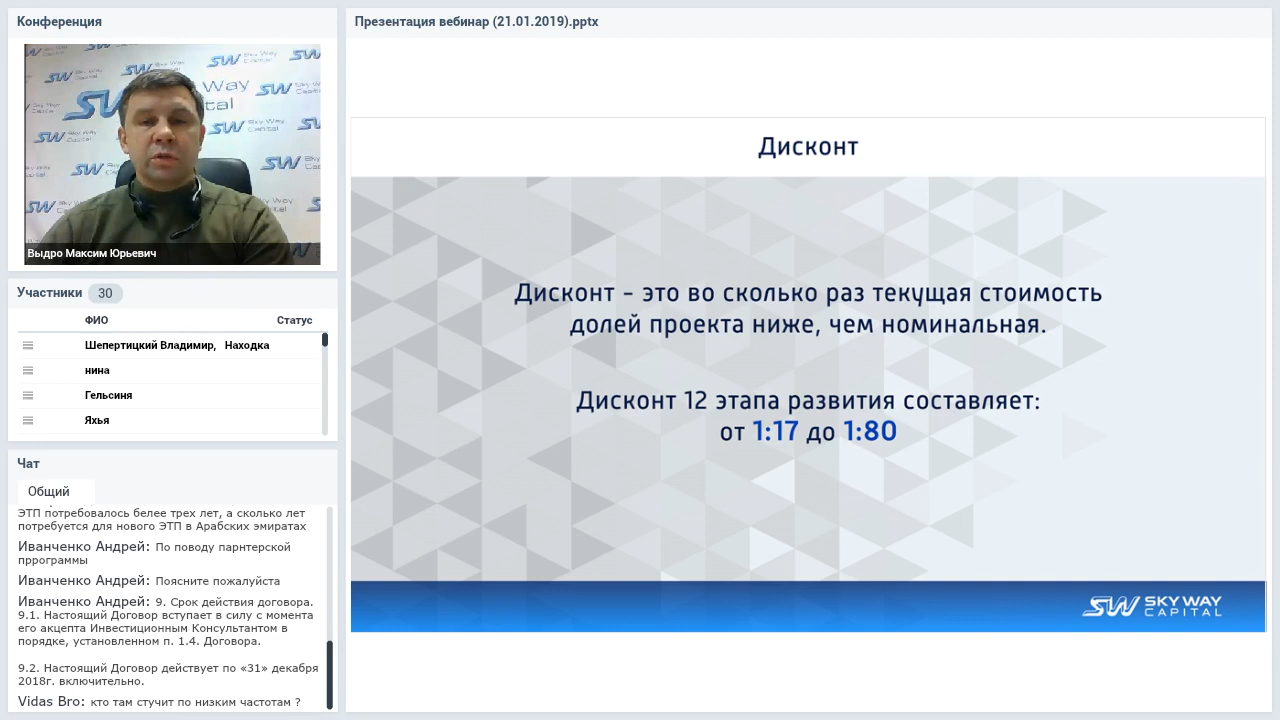 Конференция
Sky Way
Capital
Выдро Максим Юрьевич
Участники 30
ФИО Статус
Шепертицкий Владимир, Находка
нина
Гельсиня
Яхья
Чат
Общий
ЭТП потребовалось белее трех лет, а сколько лет
потребуется для нового ЭТП в Арабских эмиратах
Иванченко Андрей: По поводу парнтерской
пррограммы
Иванченко Андрей: Поясните пожалуйста
Иванченко Андрей: 9. Срок действия договора.
9.1. Настоящий Договор вступает в силу с момента
его акцепта Инвестиционным Консультантом в
порядке, установленном п. 1.4. Договора.
9.2. Настоящий Договор действует по «31» декабря
2018г. включительно.
Vidas Bro: кто там стучит по низким частотам ?
Презентация вебинар (21.01.2019).pptx
Дисконт
Дисконт – это во сколько раз текущая стоимость
долей проекта ниже, чем номинальная.
Дисконт 12 этапа развития составляет:
от 1:17 до 1:80
SW SKY WAY
CAPITAL